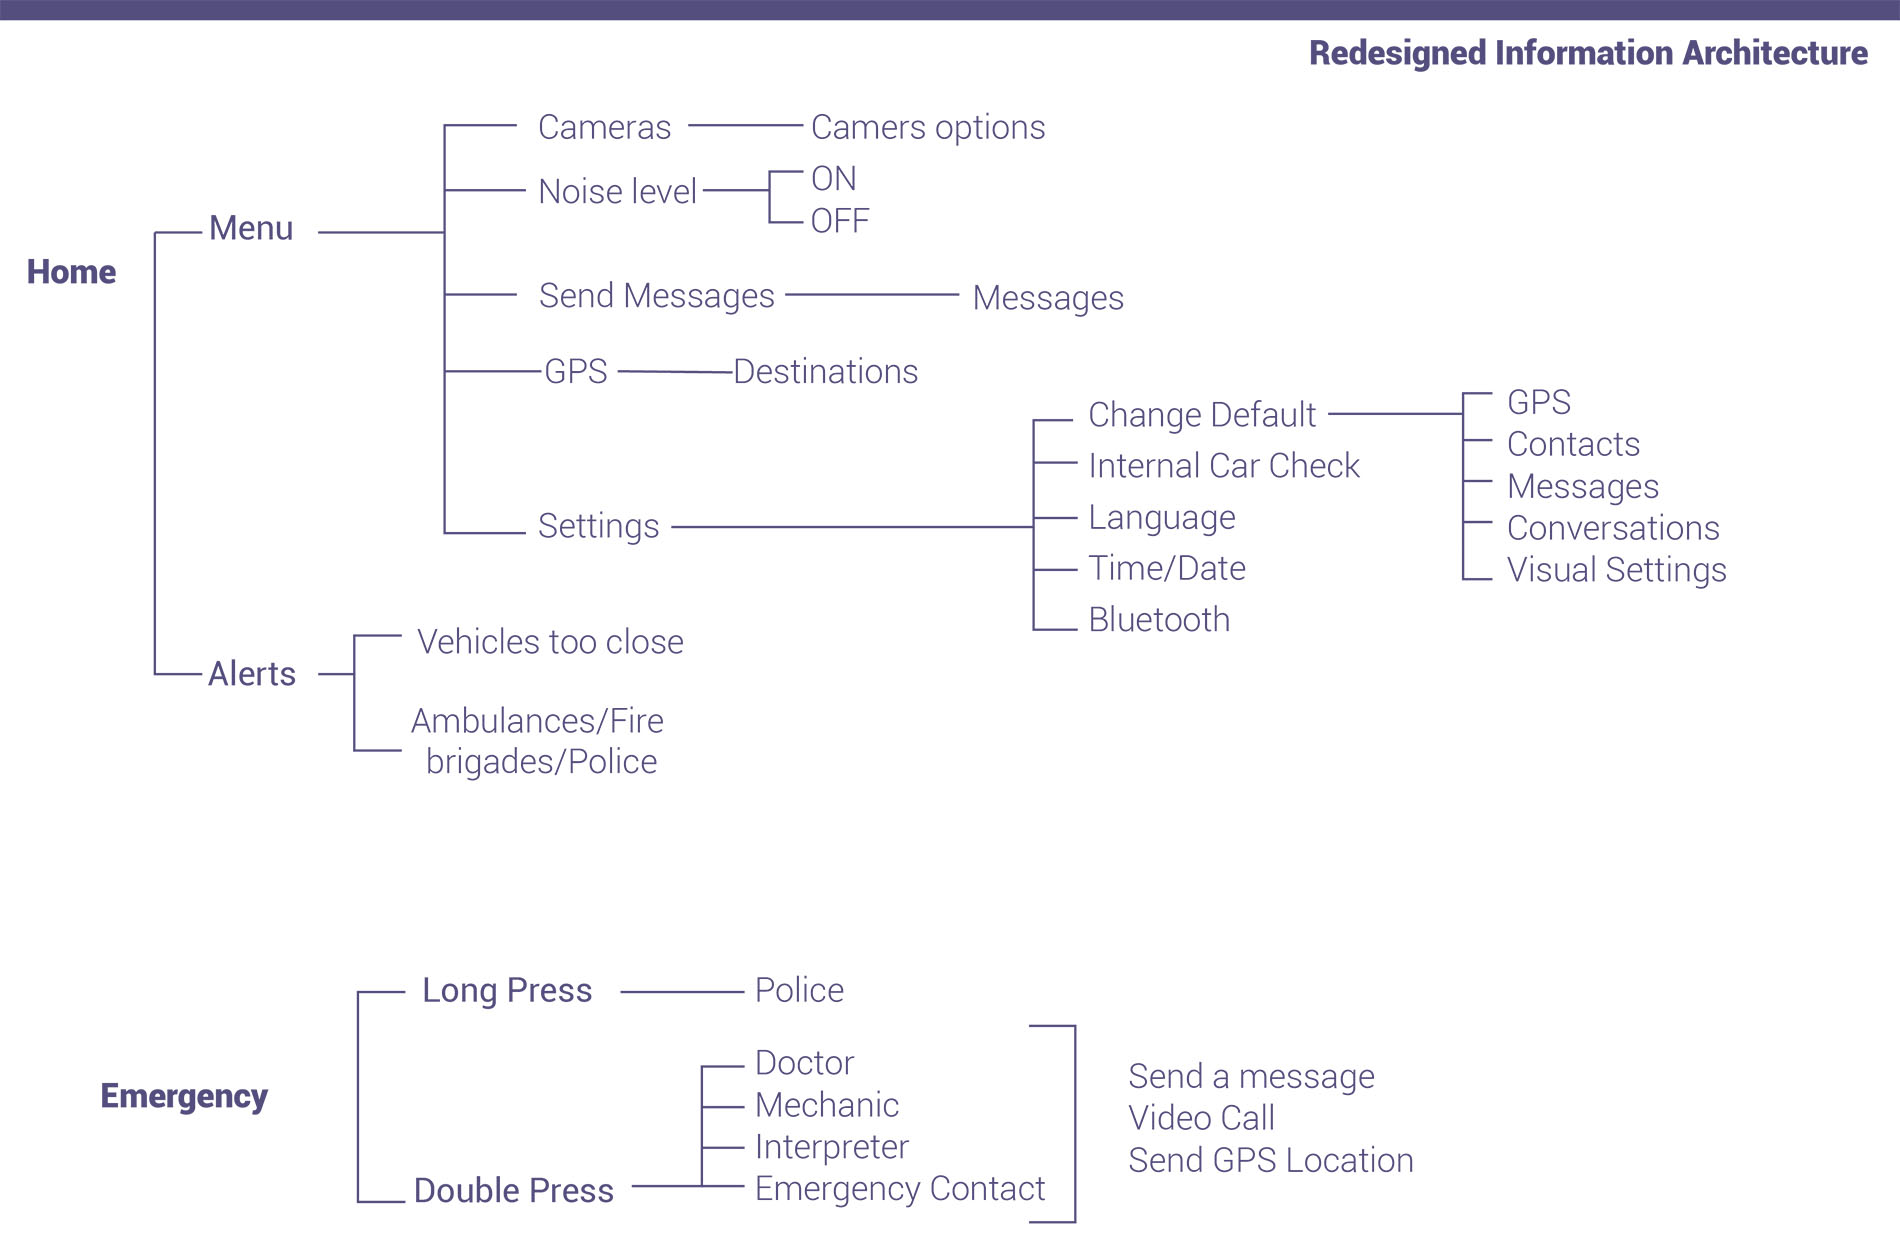 Redesigned Information Architecture
Home
Menu
Cameras
Camers options
Noise level
ON
OFF
Send Messages
Messages
GPS
Destinations
Settings
Change Default
Internal Car Check
Language
Time/Date
Bluetooth
GPS
Contacts
Messages
Conversations
Visual Settings
Alerts
Vehicles too close
Ambulances/Fire
brigades/Police
Emergency
Long Press
Police
Double Press
Doctor
Mechanic
Interpreter
Emergency Contact
Send a message
Video Call
Send GPS Location